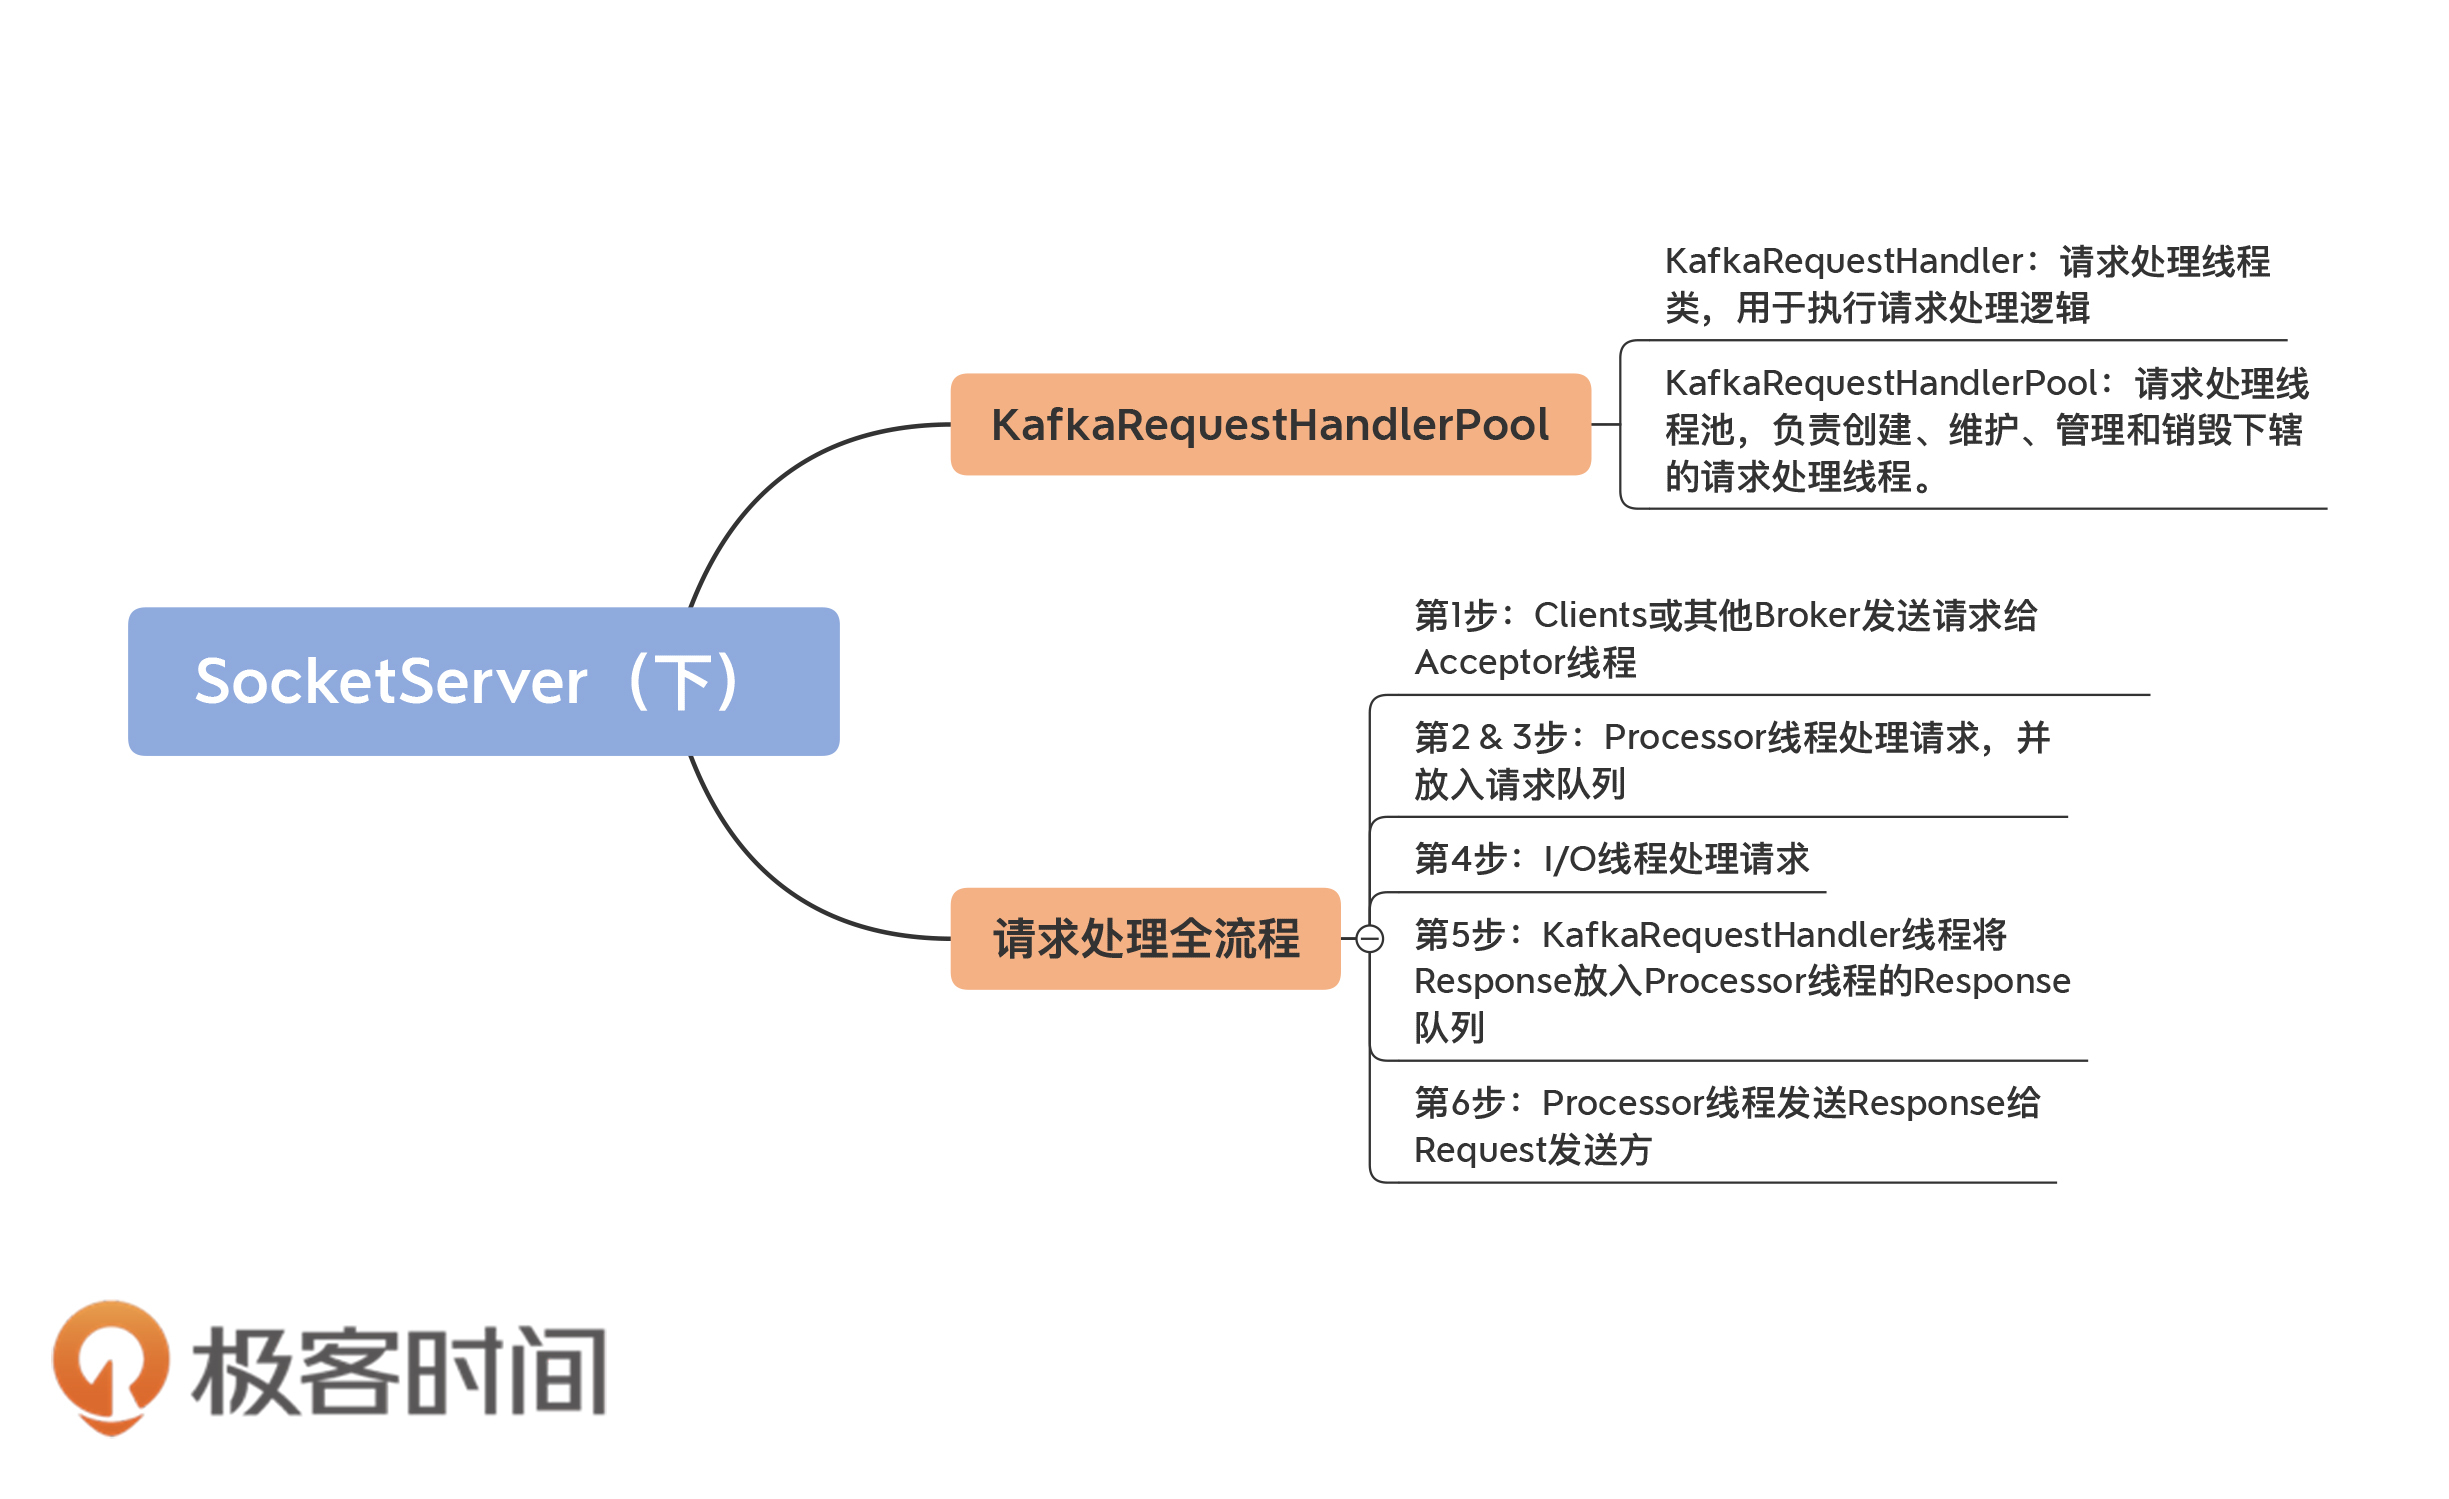 KafkaRequestHandler：请求处理线程
类，用于执行请求处理逻辑
KafkaRequestHandlerPool：请求处理线
程池，负责创建、维护、管理和销毁下辖
的请求处理线程。
KafkaRequestHandlerPool
SocketServer（下）
第1步：Clients或其他Broker发送请求给
Acceptor线程
第2 & 3步：Processor线程处理请求，并
放入请求队列
第4步：I/O线程处理请求
请求处理全流程
第5步：KafkaRequestHandler线程将
Response放入Processor线程的Response
队列
第6步：Processor线程发送Response给
Request发送方
极客时间